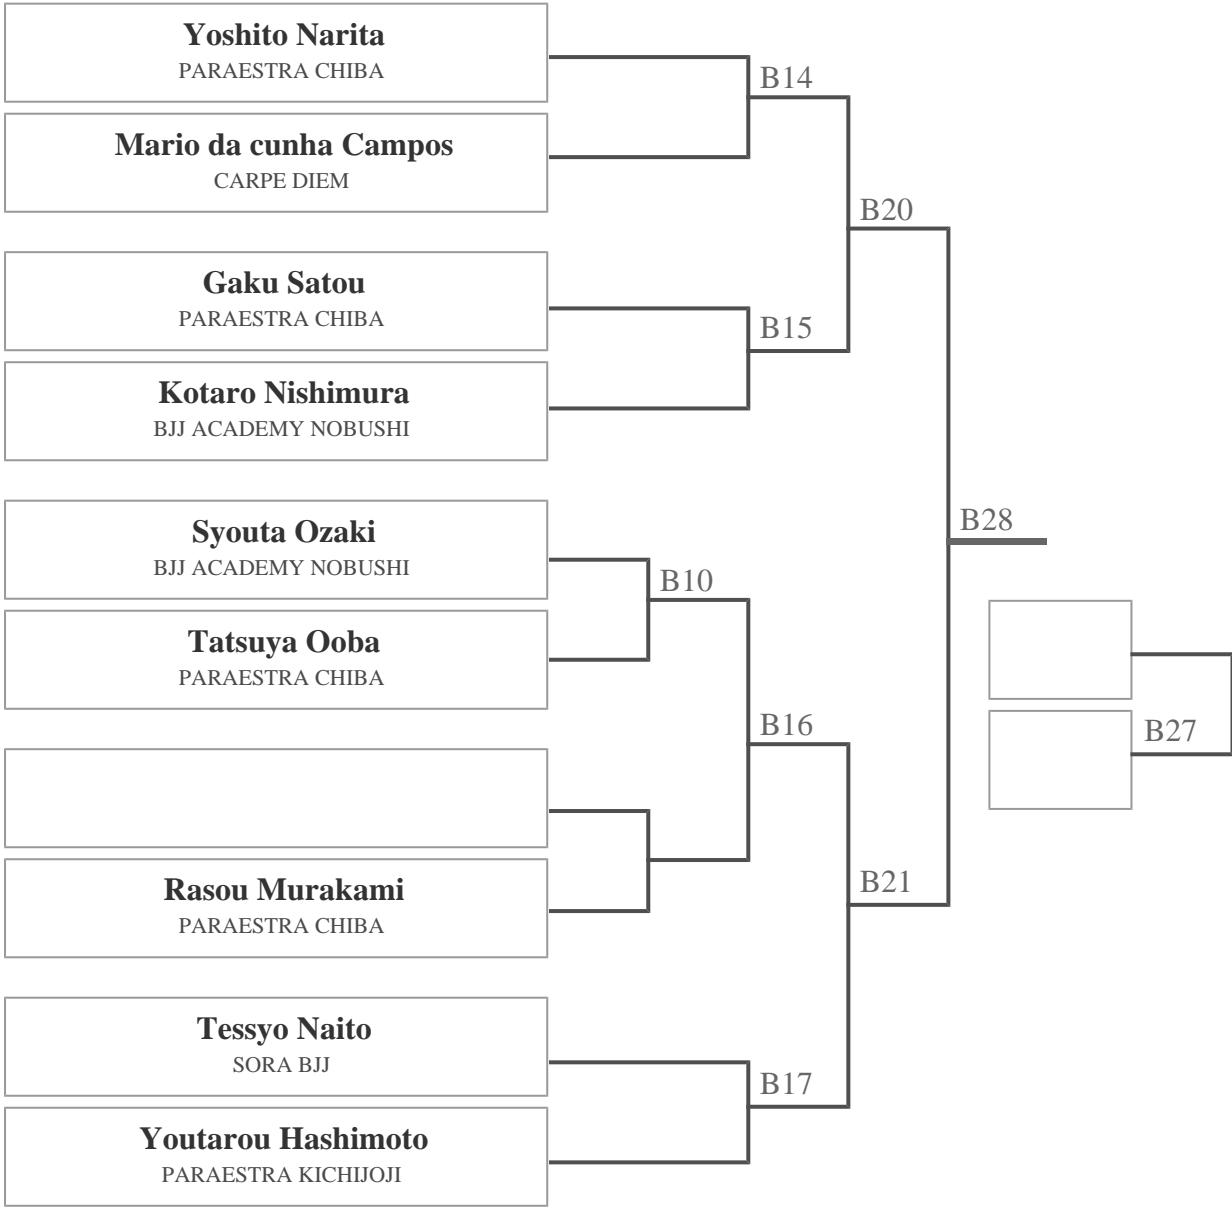 Yoshito Narita
PARAESTRA CHIBA
B14
Mario da cunha Campos
CARPE DIEM
B20
Gaku Satou
PARAESTRA CHIBA
B15
Kotaro Nishimura
BJJ ACADEMY NOBUSHI
Syouta Ozaki
BJJ ACADEMY NOBUSHI
B28
B10
Tatsuya Ooba
PARAESTRA CHIBA
B16
B27
Rasou Murakami
PARAESTRA CHIBA
B21
Tessyo Naito
SORA BJJ
B17
Youtarou Hashimoto
PARAESTRA KICHIJOJI